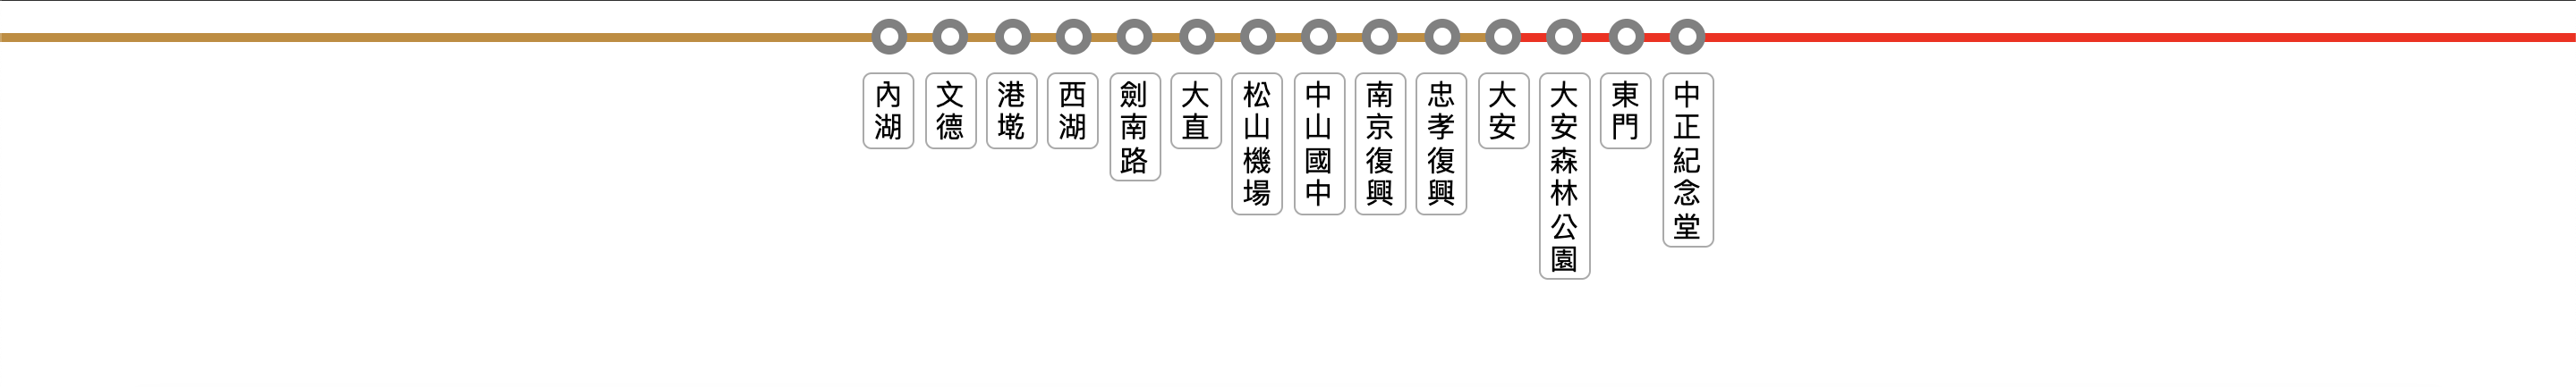 內湖
文德
港墘
西湖
劍南路
大直
松山機場
中山國中
南京復興
忠孝復興
大安
大安森林公園
東門
中正紀念堂